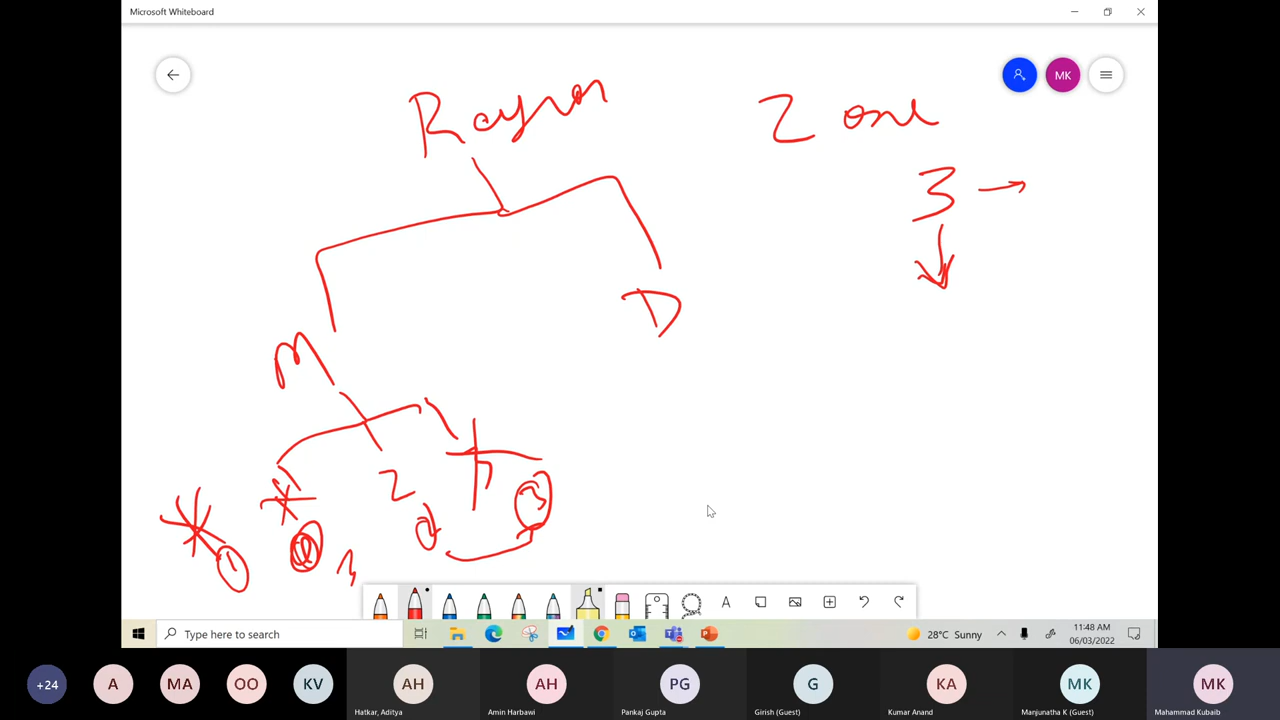 Microsoft Whiteboard
MK
Zone
3 →
D
M
2
3
1
3
A
Type here to search
28°C Sunny
11:48 AM
06/03/2022
+24
A
MA
OO
KV
AH
AH
PG
G
KA
MK
MK
Hatkar, Aditya
Amin Harbawi
Pankaj Gupta
Girish (Guest)
Kumar Anand
Manjunatha K (Guest)
Mahammad Kubaib